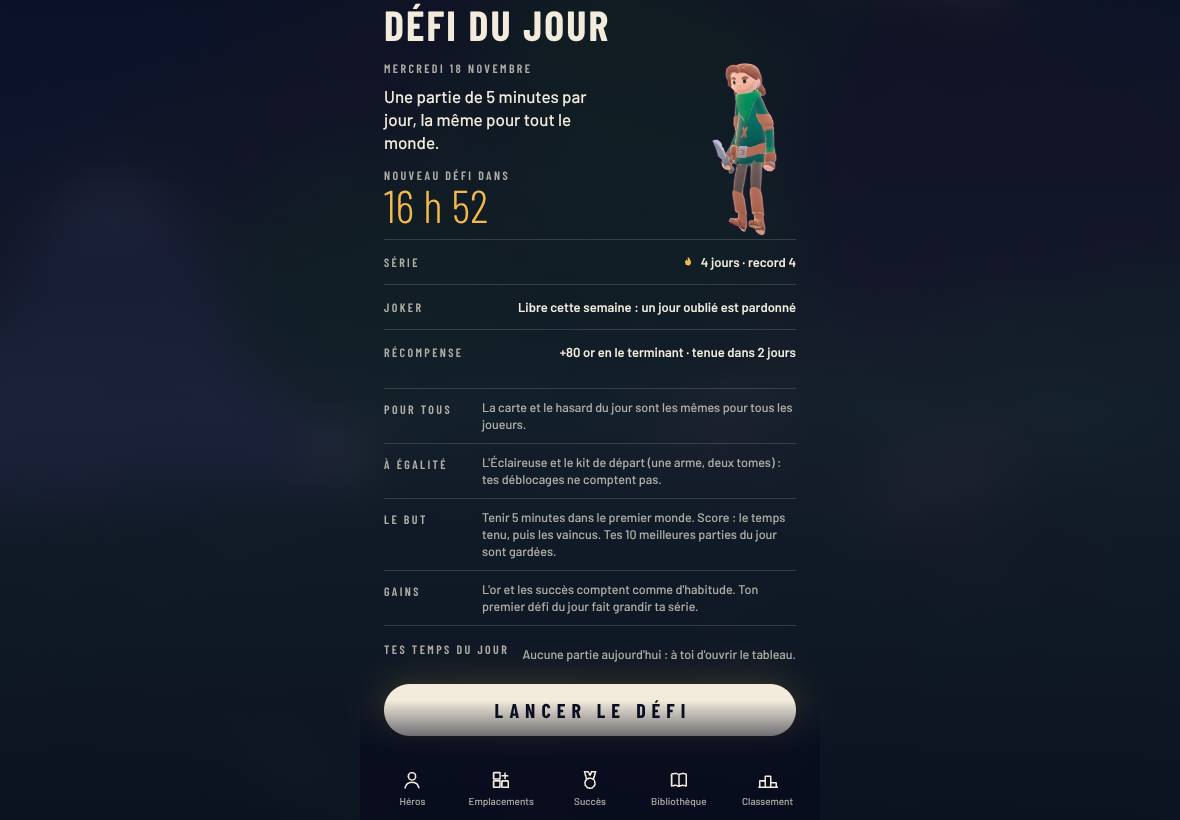 DÉFI DU JOUR
MERCREDI 18 NOVEMBRE
Une partie de 5 minutes par
jour, la même pour tout le
monde.
NOUVEAU DÉFI DANS
16 h 52
SÉRIE
4 jours · record 4
JOKER
Libre cette semaine : un jour oublié est pardonné
RÉCOMPENSE
+80 or en le terminant · tenue dans 2 jours
POUR TOUS
La carte et le hasard du jour sont les mêmes pour tous les
joueurs.
À ÉGALITÉ
L'Éclaireuse et le kit de départ (une arme, deux tomes) :
tes déblocages ne comptent pas.
LE BUT
Tenir 5 minutes dans le premier monde. Score : le temps
tenu, puis les vaincus. Tes 10 meilleures parties du jour
sont gardées.
GAINS
L'or et les succès comptent comme d'habitude. Ton
premier défi du jour fait grandir ta série.
TES TEMPS DU JOUR
Aucune partie aujourd'hui : à toi d'ouvrir le tableau.
LANCER LE DÉFI
Héros
Emplacements
Succès
Bibliothèque
Classement